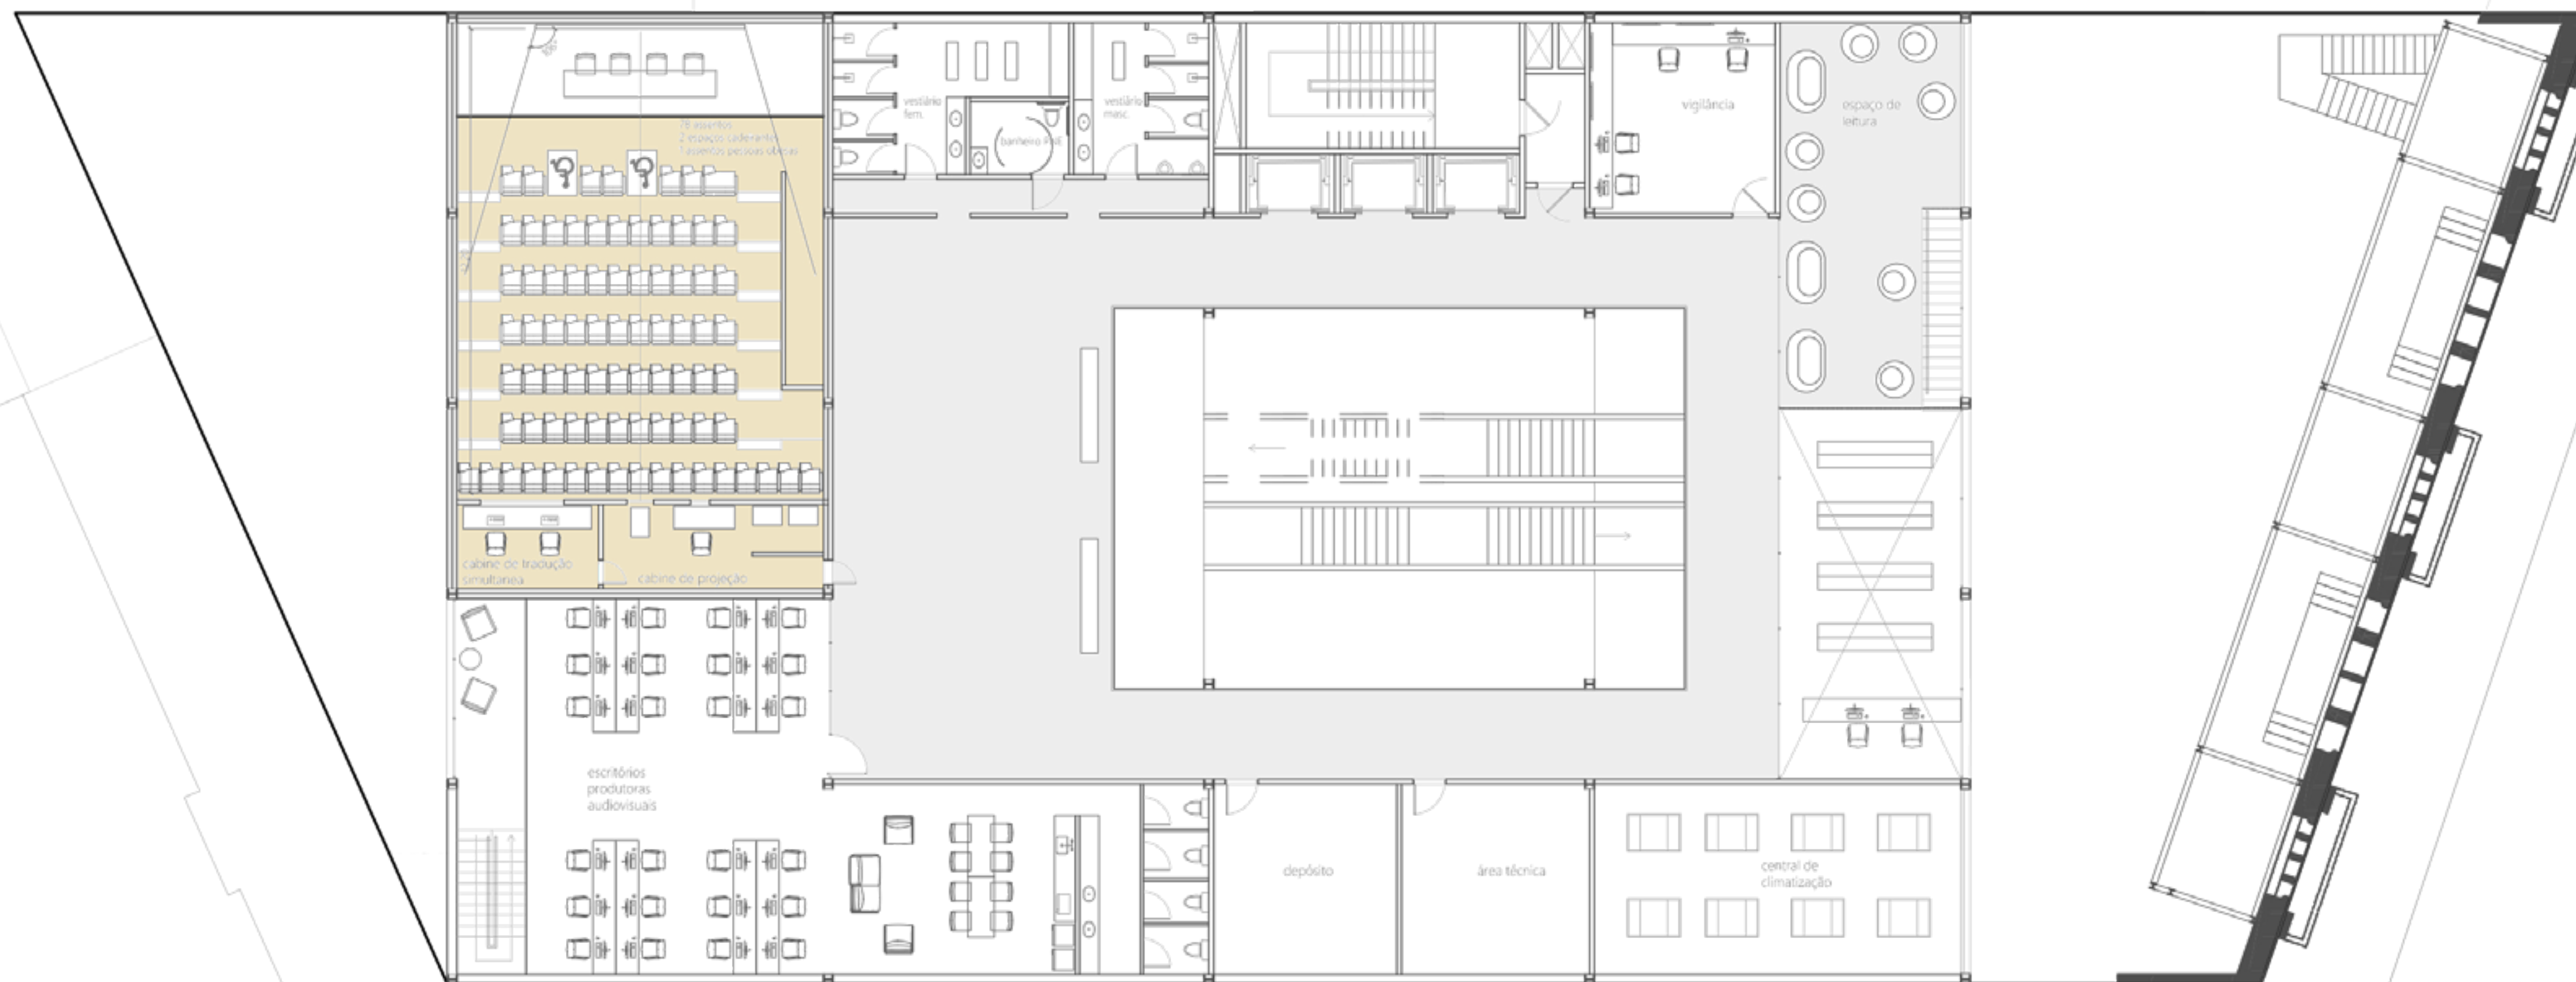 78 assentos
2 espaços cadeirantes
1 assentos pessoas obesas
vestiário
fem.
banheiro PNE
vestiário
masc.
vigilância
espaço de
leitura
cabine de tradução
simultanea
cabine de projeção
escritórios
produtoras
audiovisuais
depósito
área técnica
central de
climatização